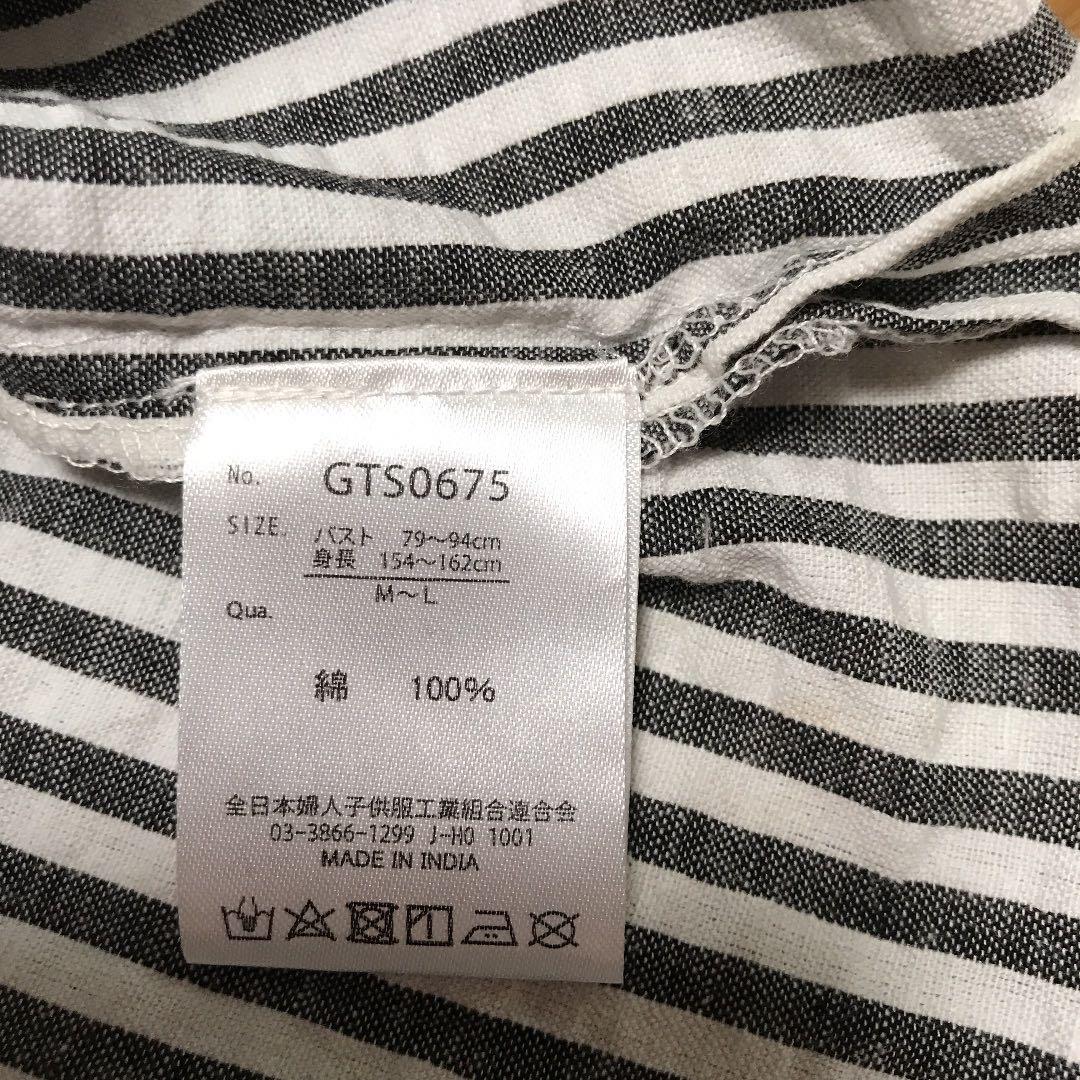 No. GTS0675
SIZE. バスト 79～94cm
身長 154～162cm
M～L
Qua.
綿 100%
全日本婦人子供服工業組合連合会
03-3866-1299 J-H0 1001
MADE IN INDIA